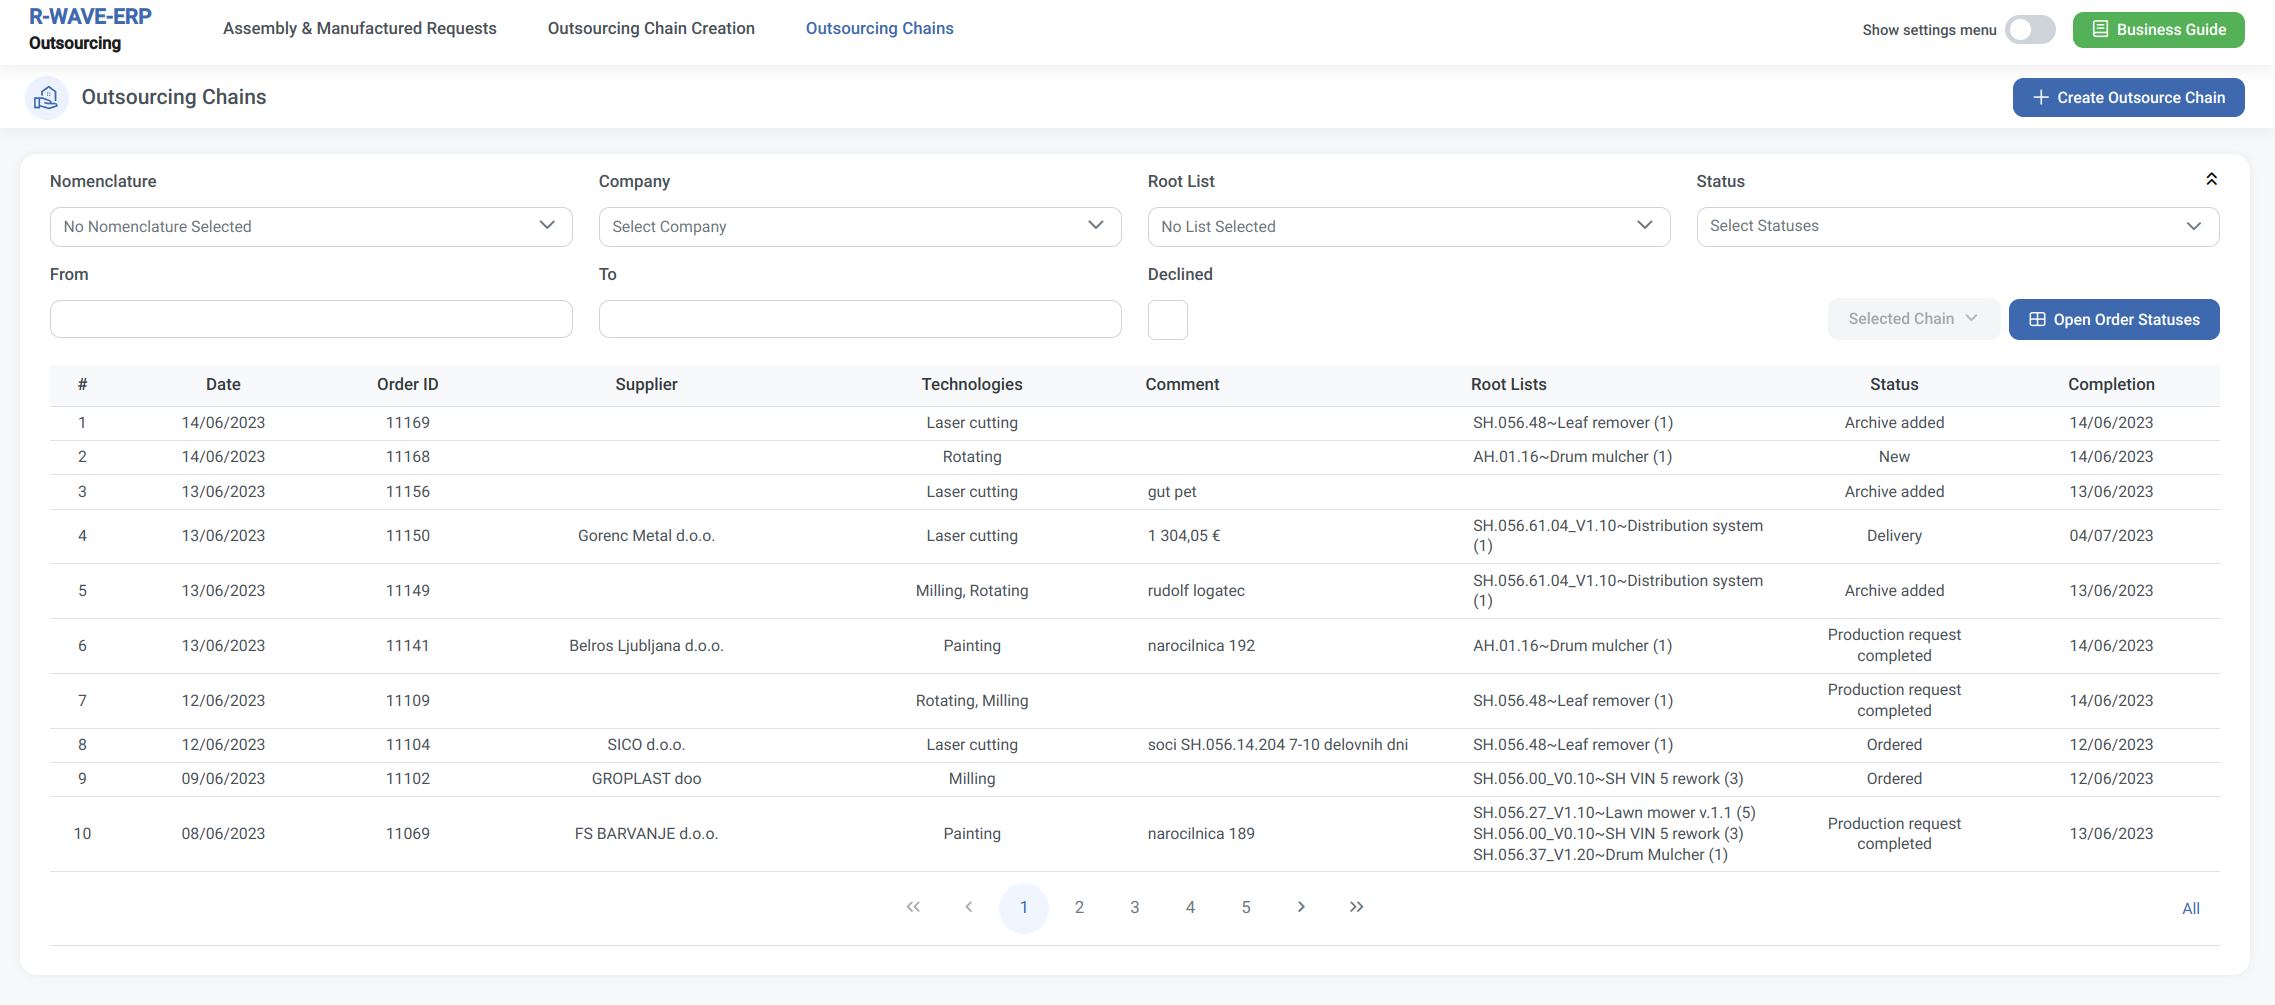 R-WAVE-ERP
Outsourcing
Assembly & Manufactured Requests
Outsourcing Chain Creation
Outsourcing Chains
Show settings menu
Business Guide
Outsourcing Chains
Create Outsource Chain
Nomenclature
Company
Root List
Status
No Nomenclature Selected
Select Company
No List Selected
Select Statuses
From
To
Declined
Selected Chain
Open Order Statuses
# Date Order ID Supplier Technologies Comment Root Lists Status Completion
1 14/06/2023 11169 Laser cutting SH.056.48~Leaf remover (1) Archive added 14/06/2023
2 14/06/2023 11168 Rotating AH.01.16~Drum mulcher (1) New 14/06/2023
3 13/06/2023 11156 Laser cutting gut pet Archive added 13/06/2023
4 13/06/2023 11150 Gorenc Metal d.o.o. Laser cutting 1 304,05 € SH.056.61.04_V1.10~Distribution system
(1) Delivery 04/07/2023
5 13/06/2023 11149 Milling, Rotating rudolf logatec SH.056.61.04_V1.10~Distribution system
(1) Archive added 13/06/2023
6 13/06/2023 11141 Belros Ljubljana d.o.o. Painting narocilnica 192 AH.01.16~Drum mulcher (1) Production request
completed 14/06/2023
7 12/06/2023 11109 Rotating, Milling SH.056.48~Leaf remover (1) Production request
completed 14/06/2023
8 12/06/2023 11104 SICO d.o.o. Laser cutting soci SH.056.14.204 7-10 delovnih dni SH.056.48~Leaf remover (1) Ordered 12/06/2023
9 09/06/2023 11102 GROPLAST doo Milling SH.056.00_V0.10~SH VIN 5 rework (3) Ordered 12/06/2023
10 08/06/2023 11069 FS BARVANJE d.o.o. Painting narocilnica 189 SH.056.27_V1.10~Lawn mower v.1.1 (5)
SH.056.00_V0.10~SH VIN 5 rework (3)
SH.056.37_V1.20~Drum Mulcher (1) Production request
completed 13/06/2023
1 2 3 4 5
All